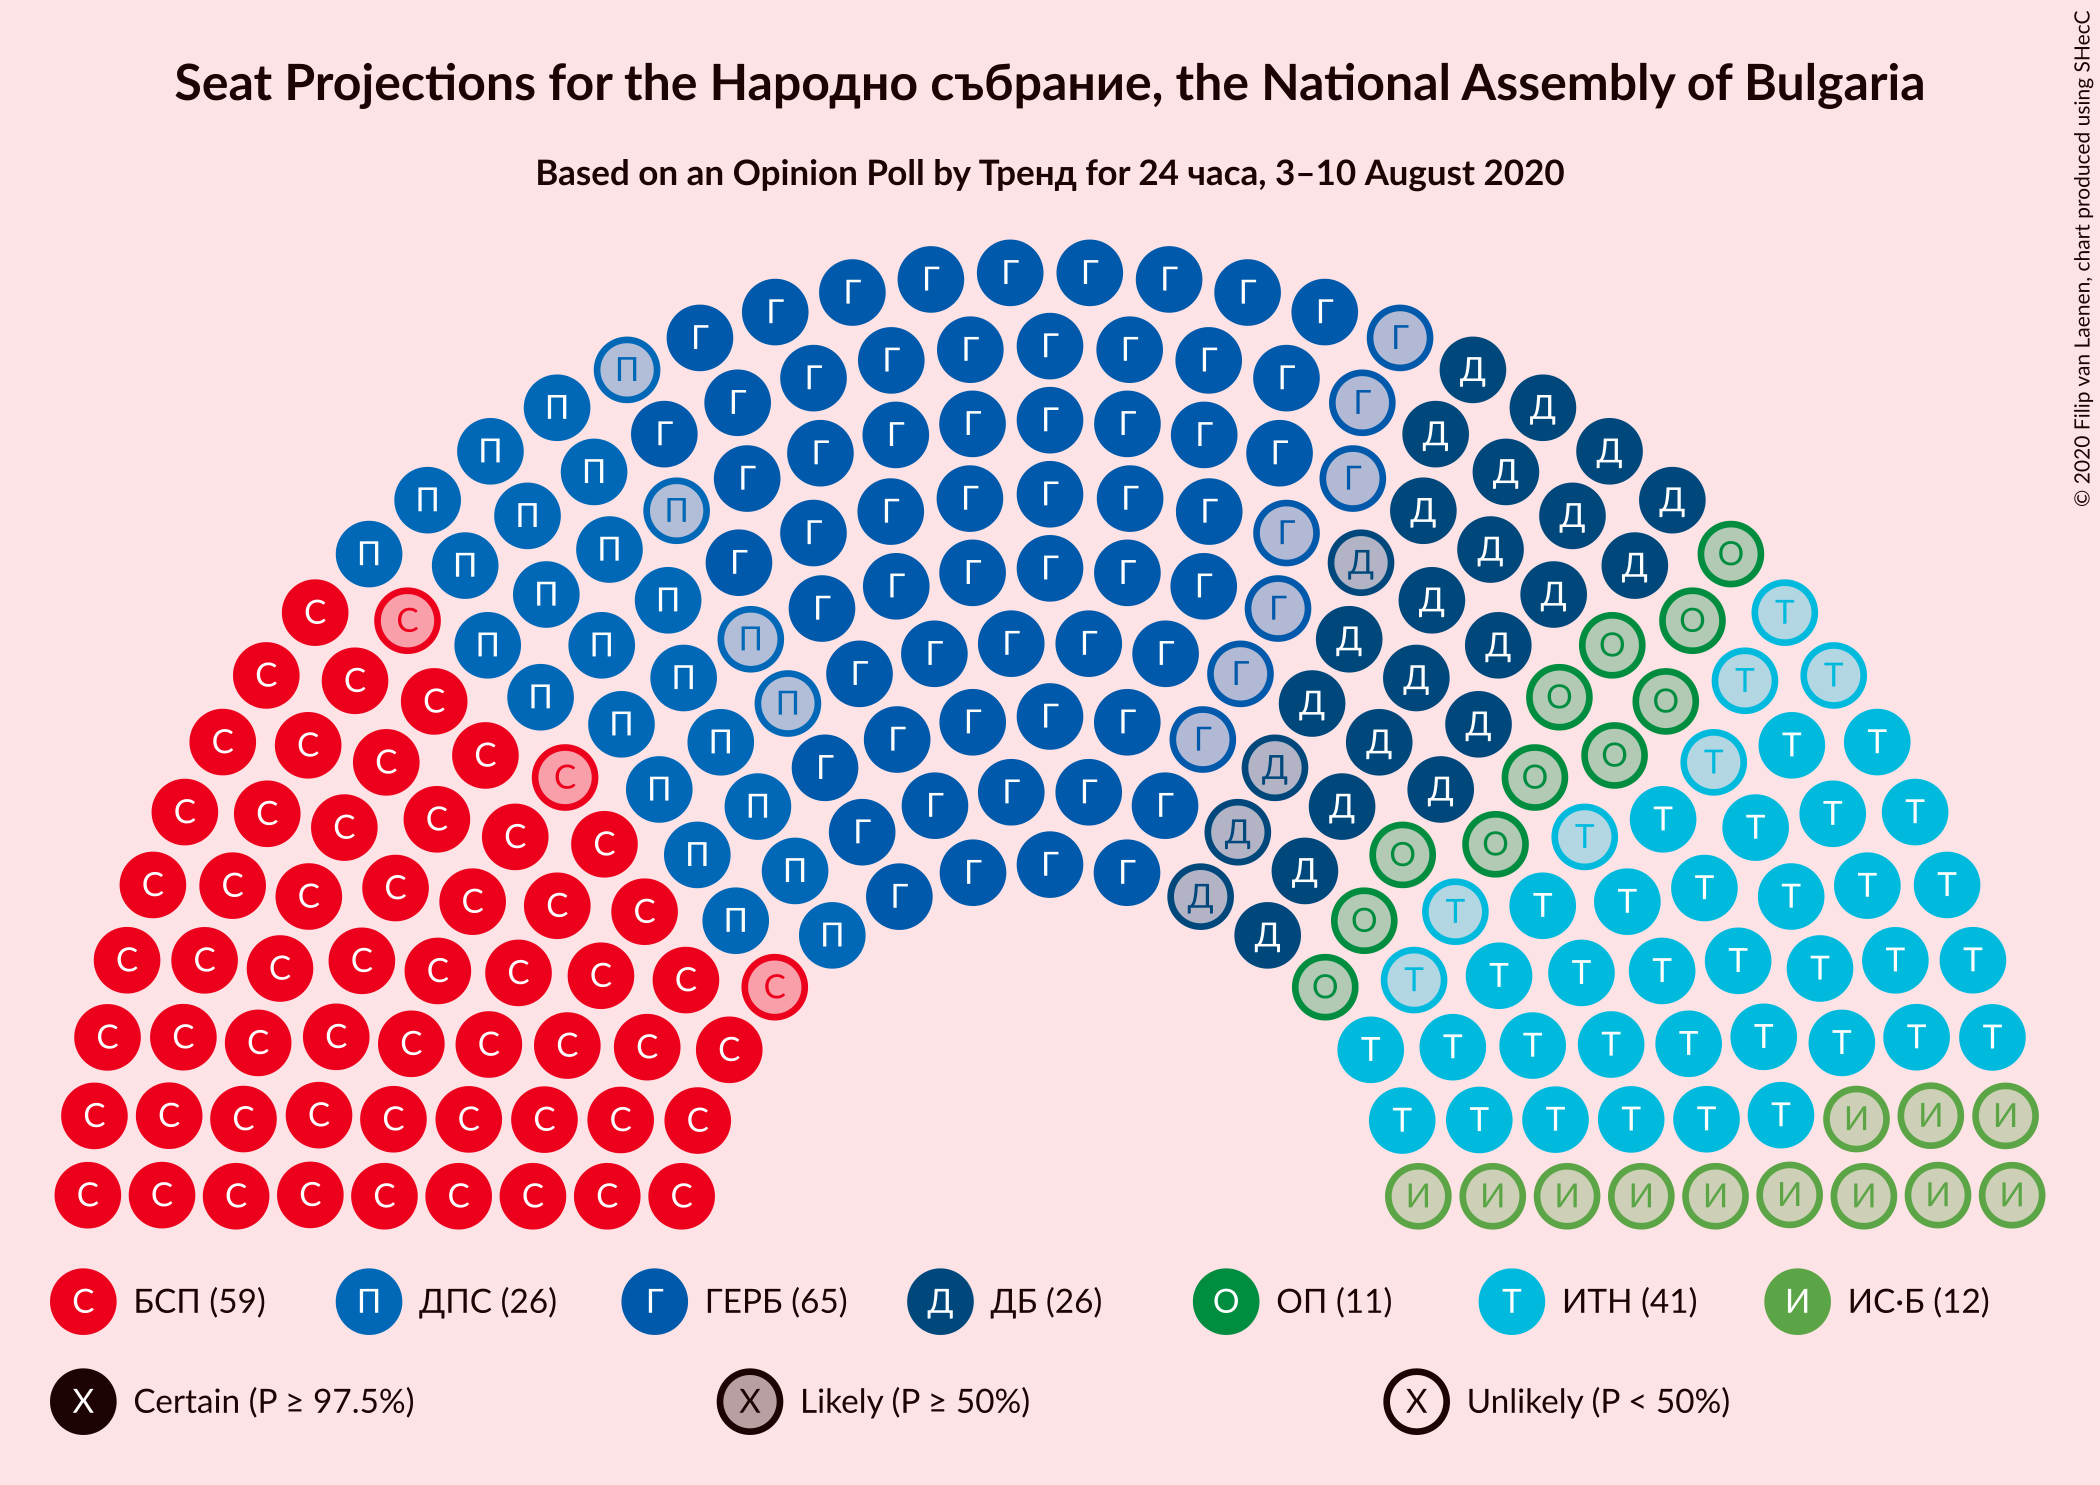 Seat Projections for the Народно събрание, the National Assembly of Bulgaria
Based on an Opinion Poll by Тренд for 24 часа, 3–10 August 2020
© 2020 Filip van Laenen, chart produced using SHecC
С БСП (59) П ДПС (26) Г ГЕРБ (65) Д ДБ (26) О ОП (11) Т ИТН (41) И ИС·Б (12)
X Certain (P ≥ 97.5%) X Likely (P ≥ 50%) X Unlikely (P < 50%)